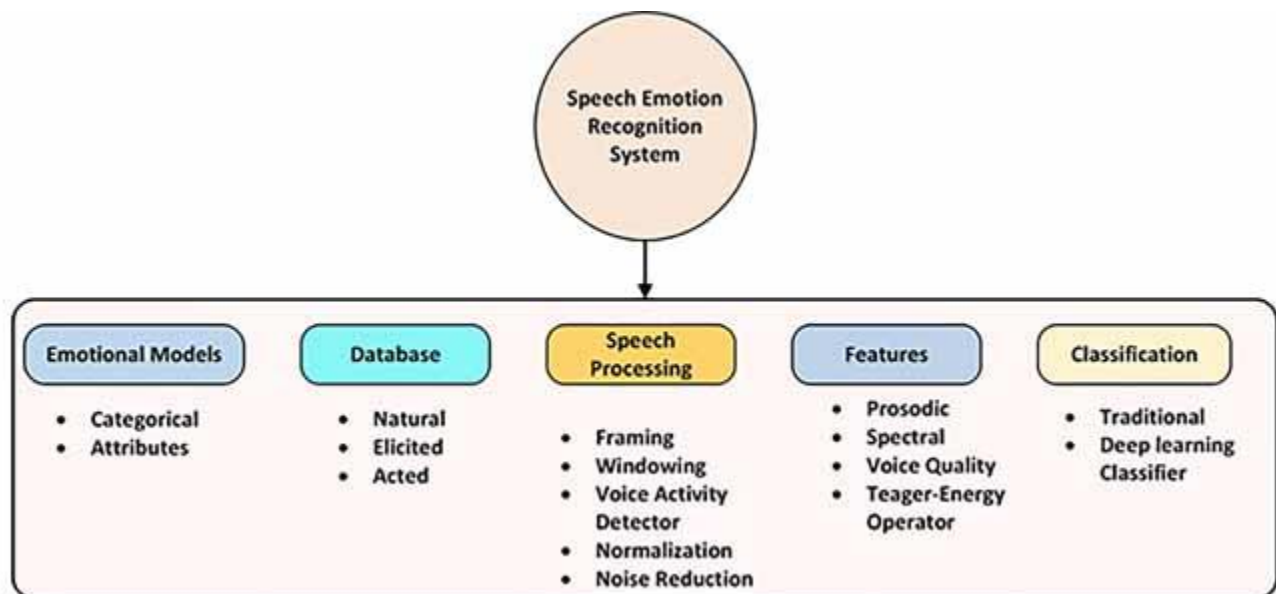 Speech Emotion
Recognition
System
Emotional Models
• Categorical
• Attributes
Database
• Natural
• Elicited
• Acted
Speech
Processing
• Framing
• Windowing
• Voice Activity
Detector
• Normalization
• Noise Reduction
Features
• Prosodic
• Spectral
• Voice Quality
• Teager-Energy
Operator
Classification
• Traditional
• Deep learning
Classifier